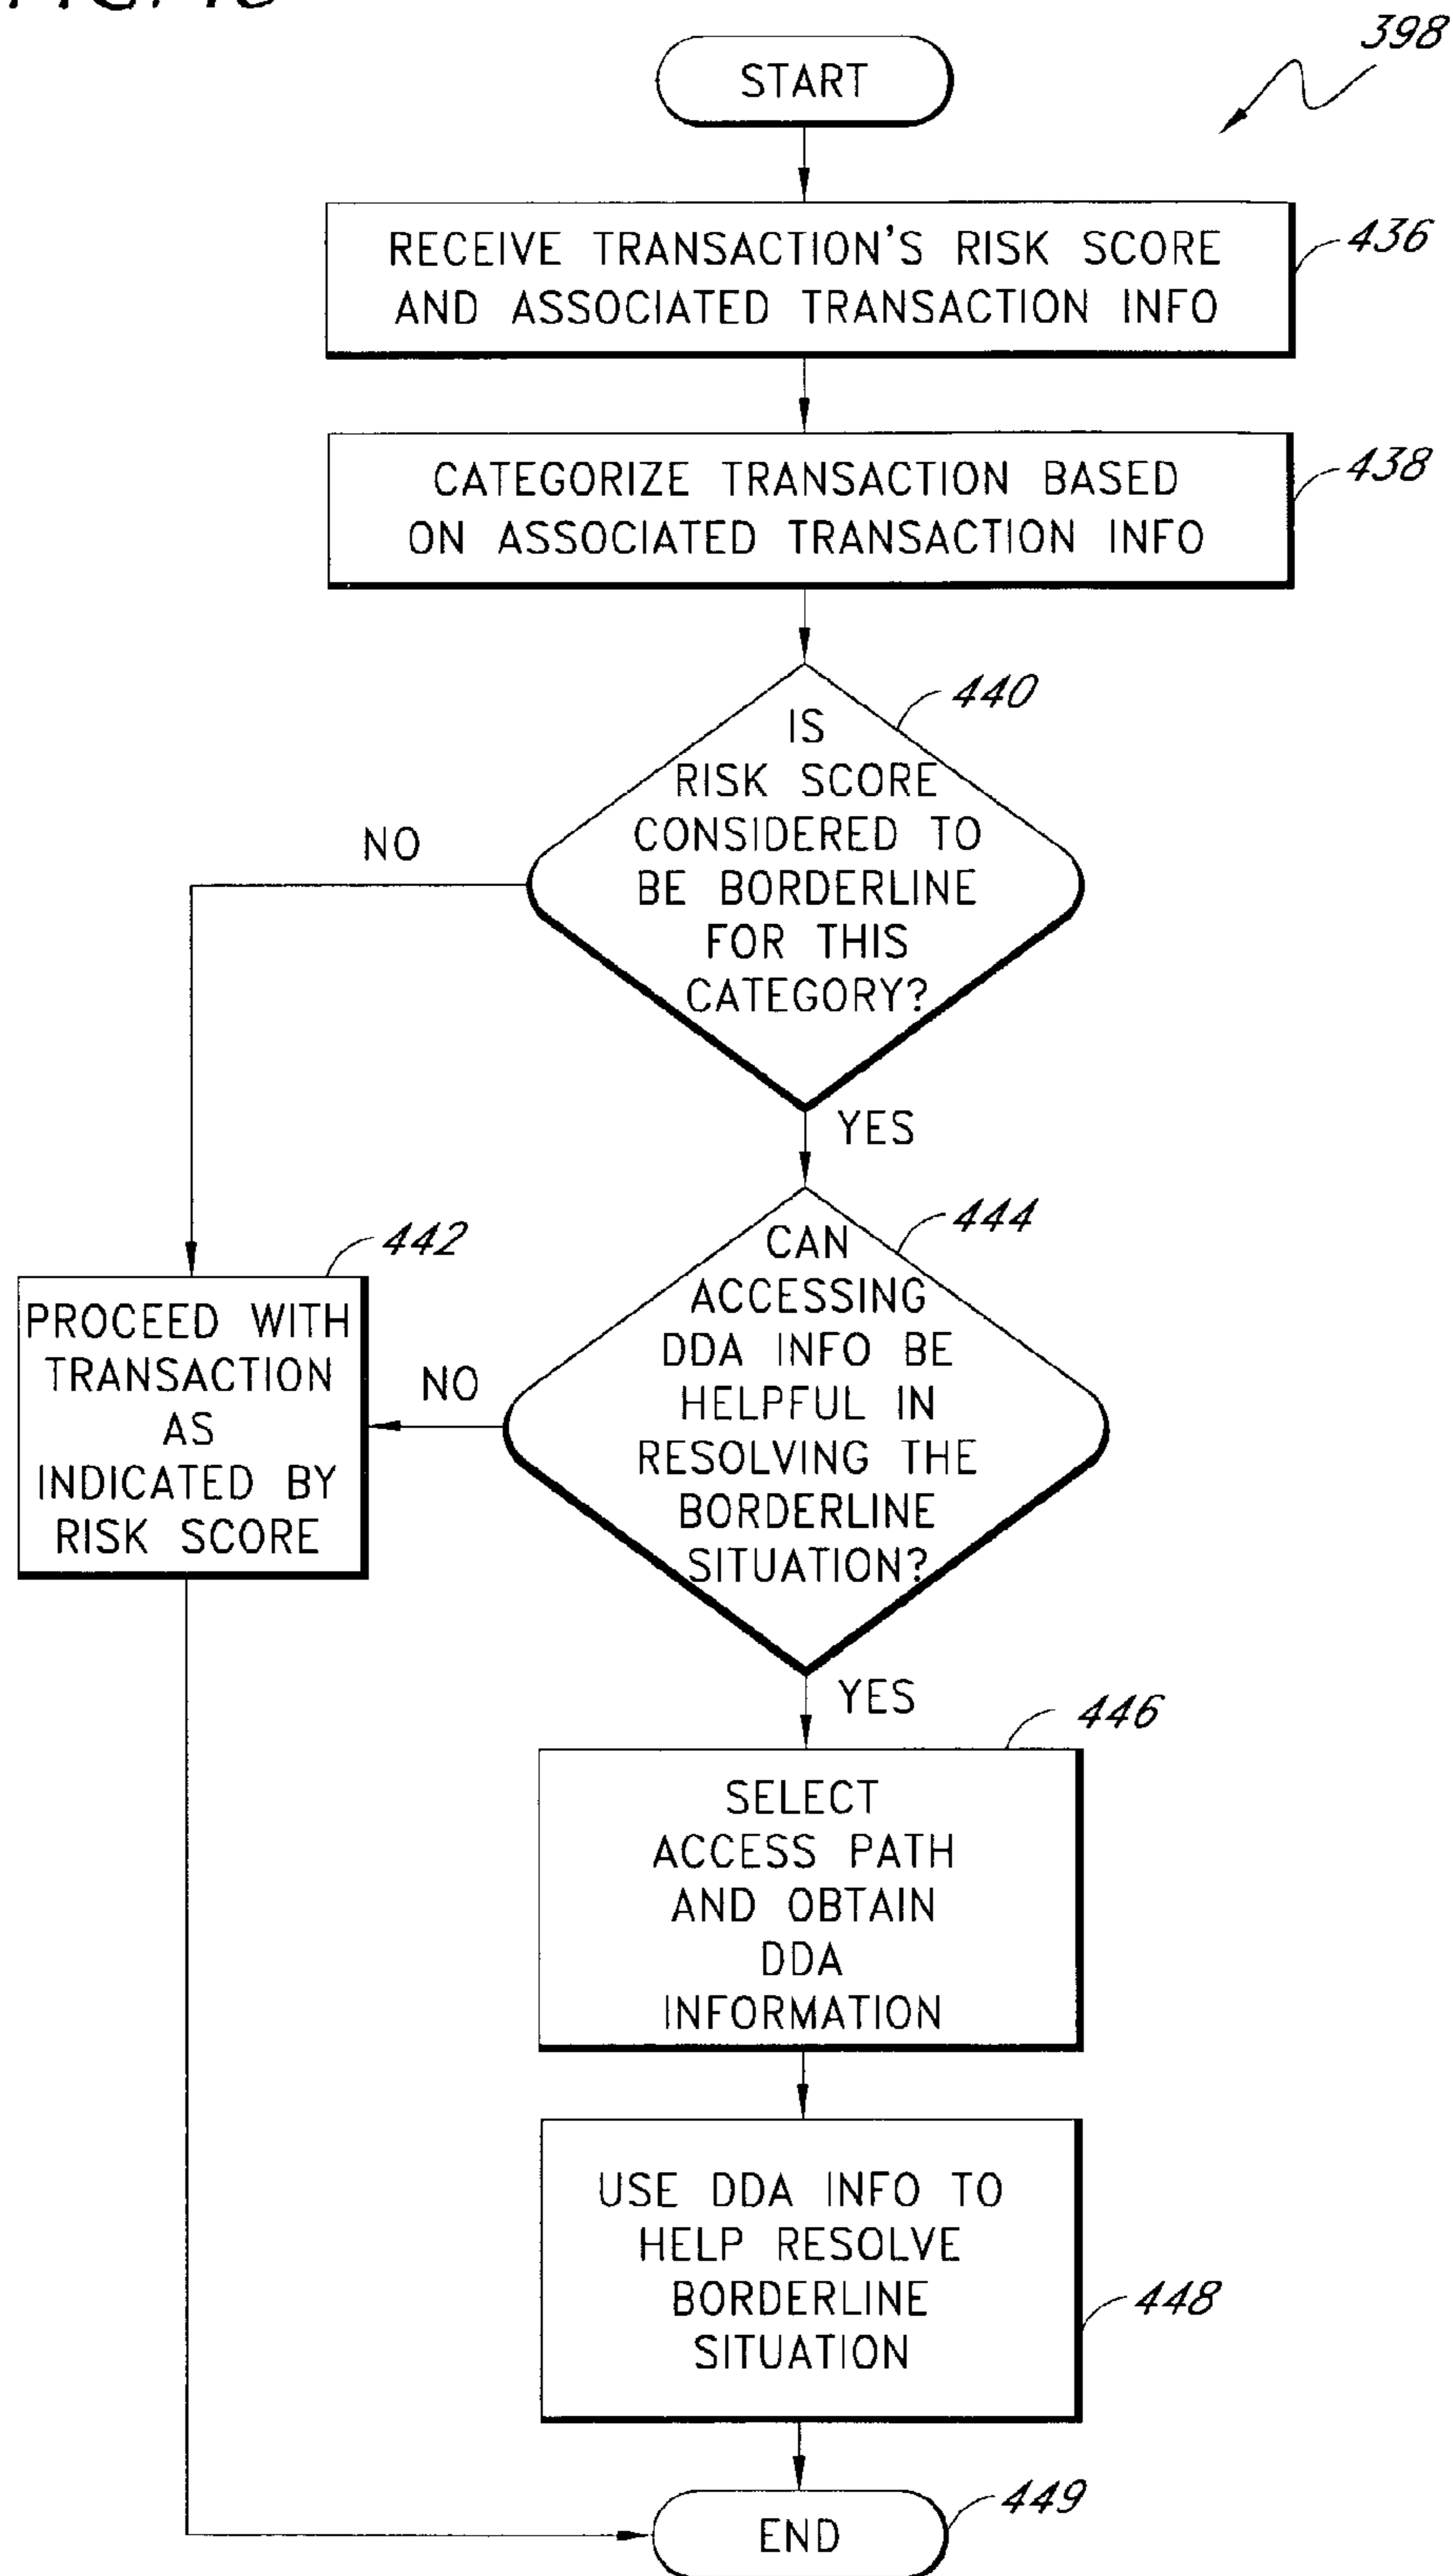 398
START
RECEIVE TRANSACTION'S RISK SCORE
AND ASSOCIATED TRANSACTION INFO
436
CATEGORIZE TRANSACTION BASED
ON ASSOCIATED TRANSACTION INFO
438
440
IS
RISK SCORE
CONSIDERED TO
BE BORDERLINE
FOR THIS
CATEGORY?
NO
YES
442
PROCEED WITH
TRANSACTION
AS
INDICATED BY
RISK SCORE
NO
444
CAN
ACCESSING
DDA INFO BE
HELPFUL IN
RESOLVING THE
BORDERLINE
SITUATION?
YES
446
SELECT
ACCESS PATH
AND OBTAIN
DDA
INFORMATION
USE DDA INFO TO
HELP RESOLVE
BORDERLINE
SITUATION
448
END
449